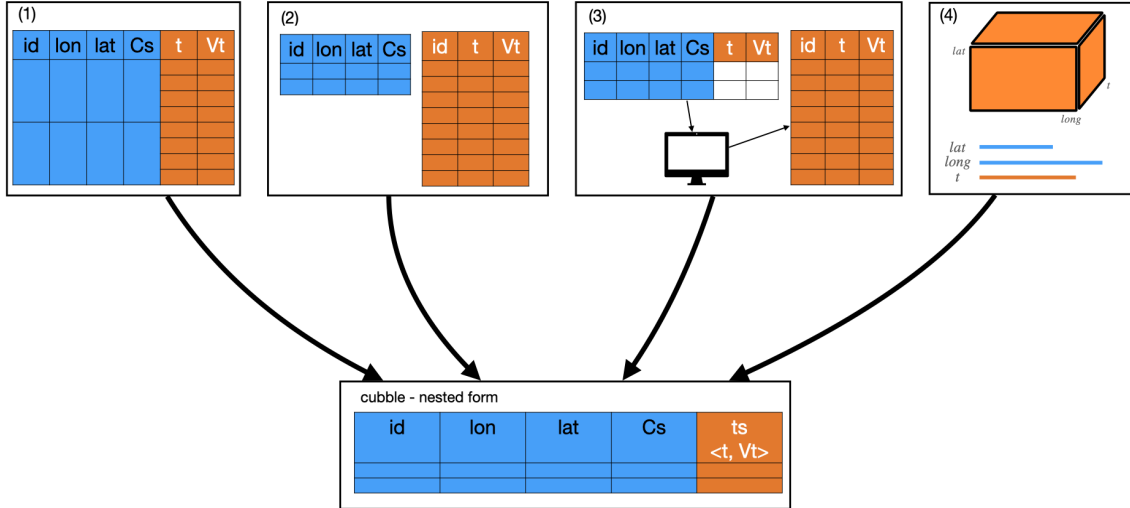 (1)
id lon lat Cs t Vt
(2)
id lon lat Cs
id t Vt
(3)
id lon lat Cs t Vt
id t Vt
(4)
lat
t
long
lat
long
t
cubble - nested form
id lon lat Cs ts
<t, Vt>